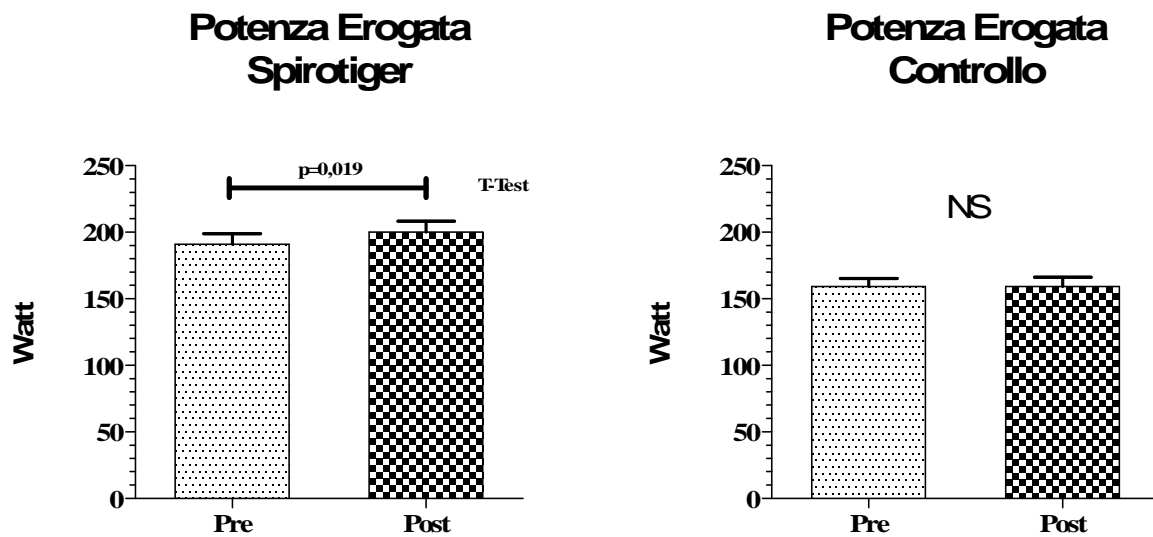 Potenza Erogata
Spirotiger
250
200
150
100
50
0
Watt
p=0,019
T-Test
Pre
Post
Potenza Erogata
Controllo
250
200
150
100
50
0
Watt
NS
Pre
Post